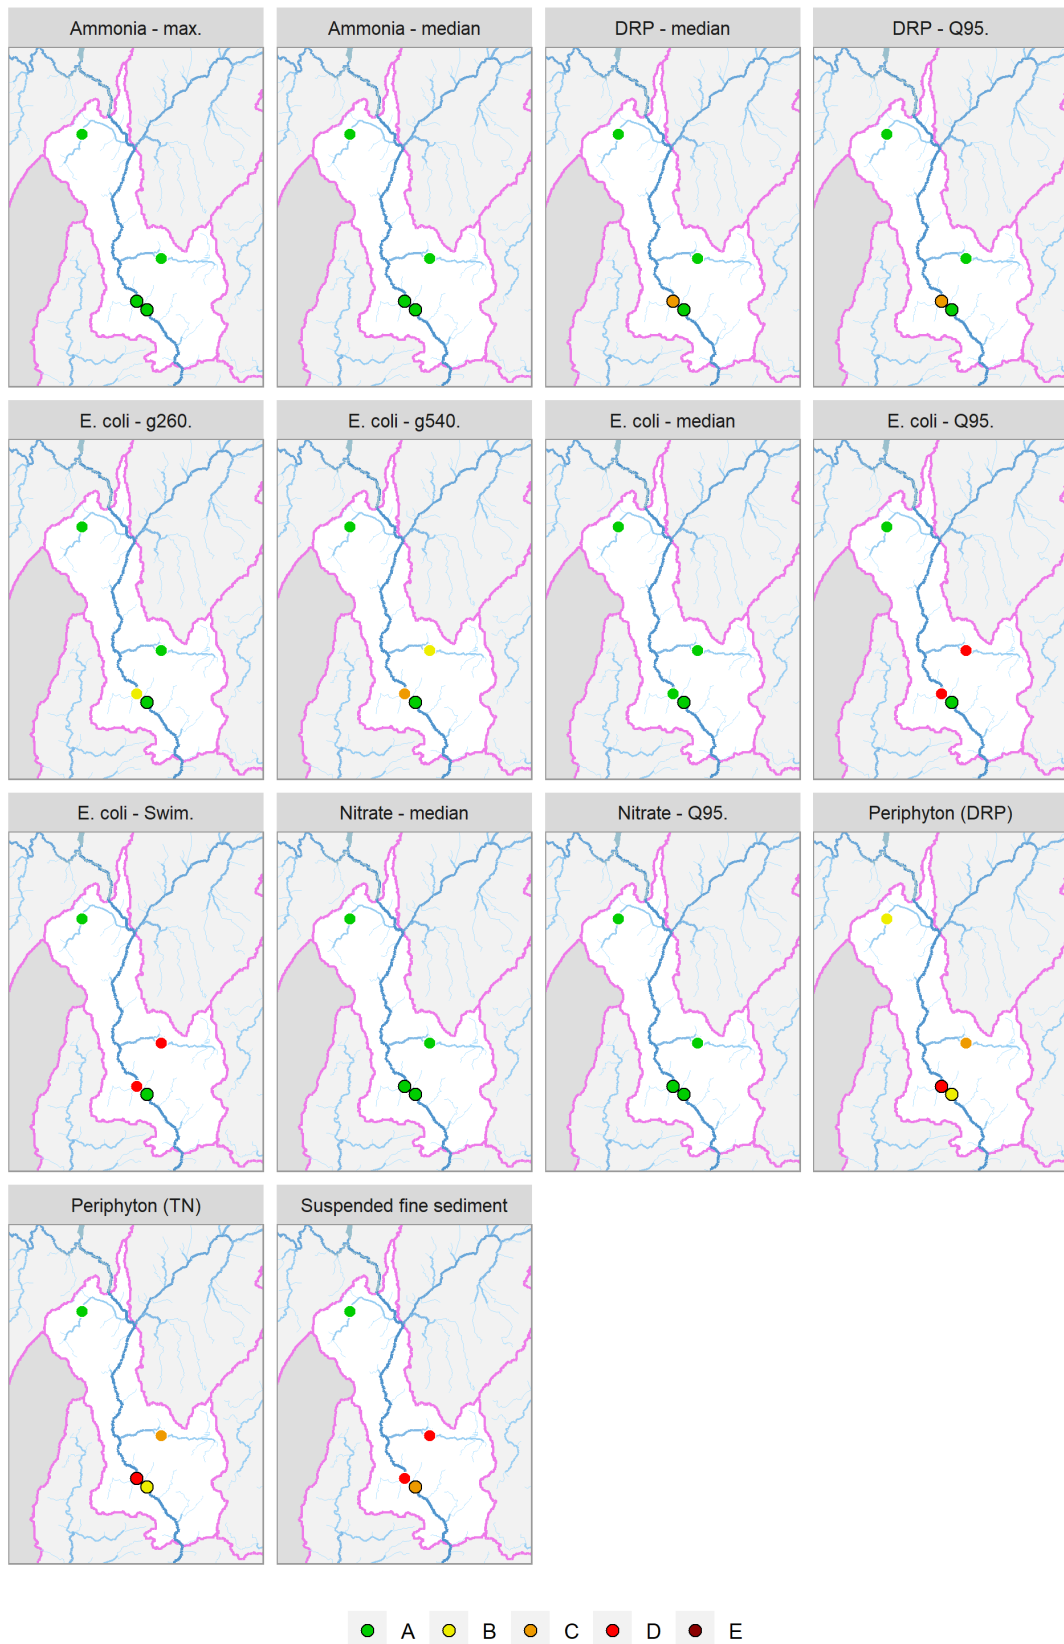 Ammonia - max.
Ammonia - median
DRP - median
DRP - Q95.
E. coli - g260.
E. coli - g540.
E. coli - median
E. coli - Q95.
E. coli - Swim.
Nitrate - median
Nitrate - Q95.
Periphyton (DRP)
Periphyton (TN)
Suspended fine sediment
A B C D E